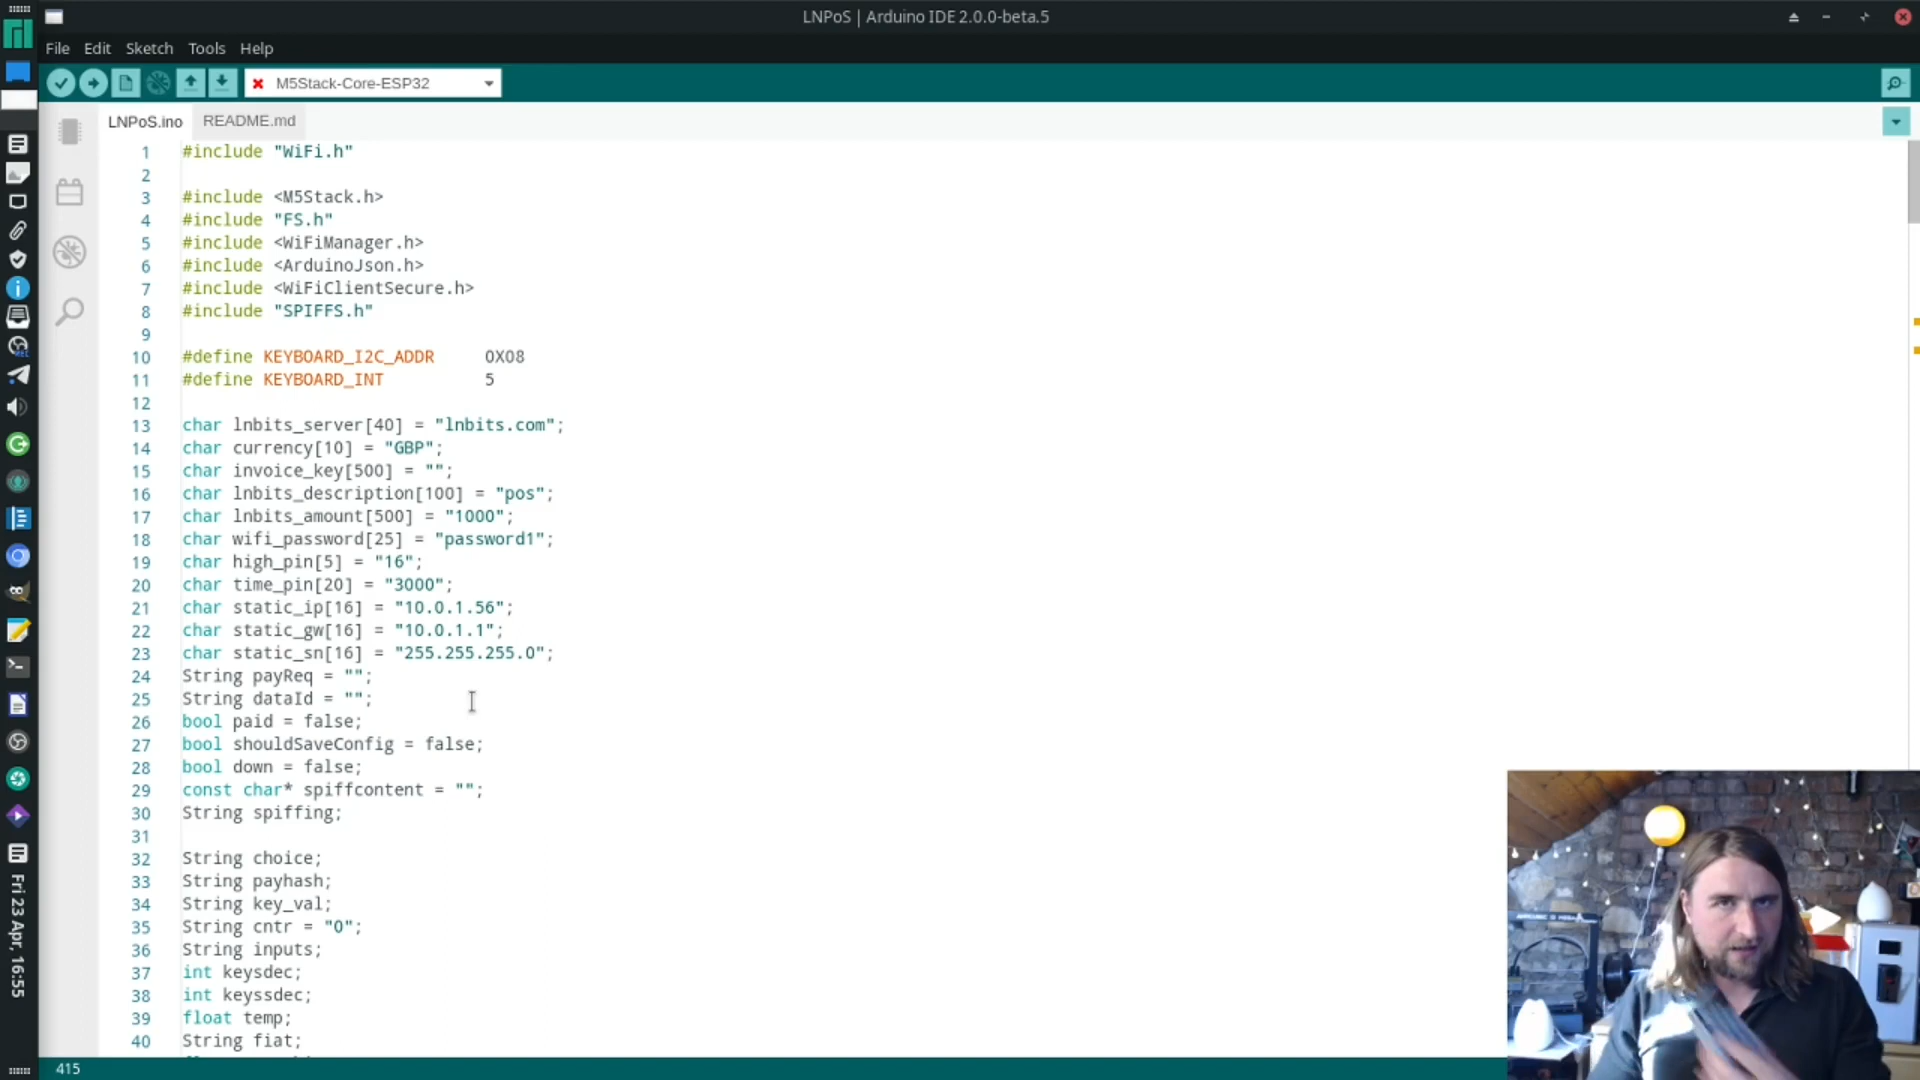 LNPoS | Arduino IDE 2.0.0-beta.5
File Edit Sketch Tools Help
M5Stack-Core-ESP32
LNPoS.ino README.md
1 #include "WiFi.h"
2
3 #include <M5Stack.h>
4 #include "FS.h"
5 #include <WiFiManager.h>
6 #include <ArduinoJson.h>
7 #include <WiFiClientSecure.h>
8 #include "SPIFFS.h"
9
10 #define KEYBOARD_I2C_ADDR 0X08
11 #define KEYBOARD_INT 5
12
13 char lnbits_server[40] = "lnbits.com";
14 char currency[10] = "GBP";
15 char invoice_key[500] = "";
16 char lnbits_description[100] = "pos";
17 char lnbits_amount[500] = "1000";
18 char wifi_password[25] = "password1";
19 char high_pin[5] = "16";
20 char time_pin[20] = "3000";
21 char static_ip[16] = "10.0.1.56";
22 char static_gw[16] = "10.0.1.1";
23 char static_sn[16] = "255.255.255.0";
24 String payReq = "";
25 String dataId = "";
26 bool paid = false;
27 bool shouldSaveConfig = false;
28 bool down = false;
29 const char* spiffcontent = "";
30 String spiffing;
31
32 String choice;
33 String payhash;
34 String key_val;
35 String cntr = "0";
36 String inputs;
37 int keysdec;
38 int keyssdec;
39 float temp;
40 String fiat;
415
Fri 23 Apr, 16:55